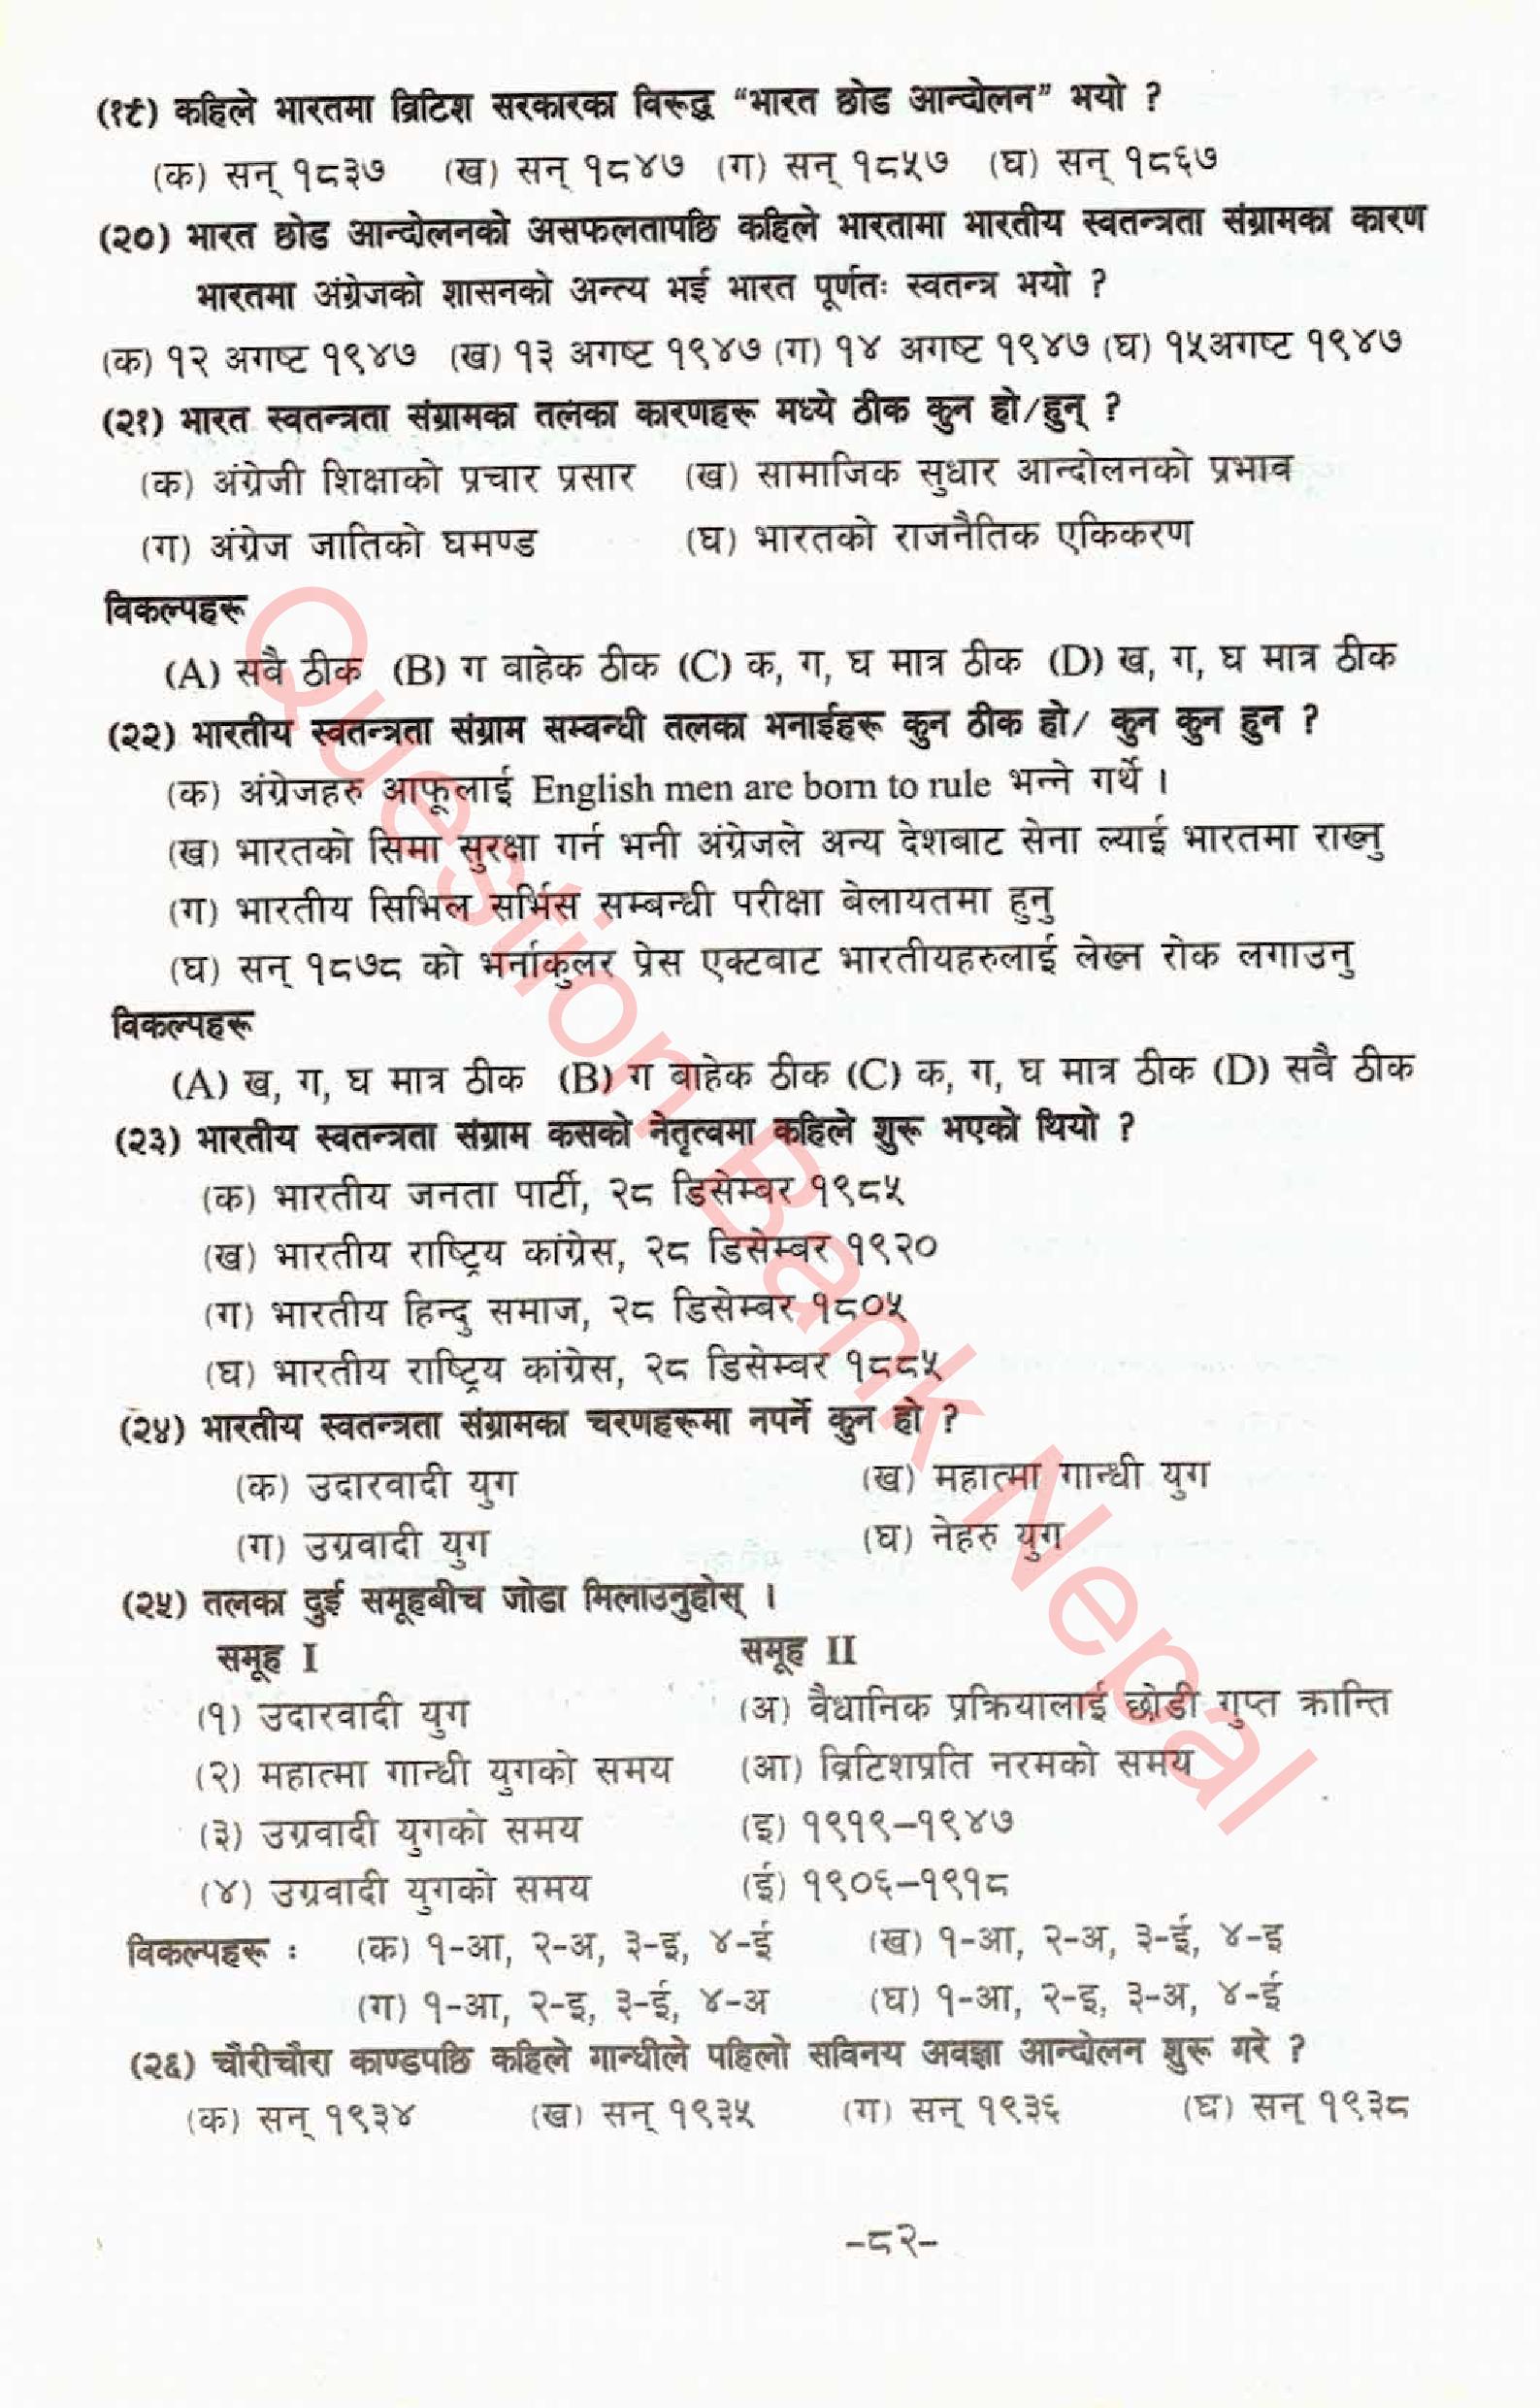 (१९) कहिले भारतमा ब्रिटिश सरकारका विरूद्ध “भारत छोड आन्दोलन” भयो ?
(क) सन् १८३७ (ख) सन् १८४७ (ग) सन् १८५७ (घ) सन् १८६७
(२०) भारत छोड आन्दोलनको असफलतापछि कहिले भारतामा भारतीय स्वतन्त्रता संग्रामका कारण
भारतमा अंग्रेजको शासनको अन्त्य भई भारत पूर्णतः स्वतन्त्र भयो ?
(क) १२ अगष्ट १९४७ (ख) १३ अगष्ट १९४७ (ग) १४ अगष्ट १९४७ (घ) १५अगष्ट १९४७
(२१) भारत स्वतन्त्रता संग्रामका तलका कारणहरू मध्ये ठीक कुन हो/हुन् ?
(क) अंग्रेजी शिक्षाको प्रचार प्रसार (ख) सामाजिक सुधार आन्दोलनको प्रभाव
(ग) अंग्रेज जातिको घमण्ड (घ) भारतको राजनैतिक एकिकरण
विकल्पहरू
(A) सवै ठीक (B) ग बाहेक ठीक (C) क, ग, घ मात्र ठीक (D) ख, ग, घ मात्र ठीक
(२२) भारतीय स्वतन्त्रता संग्राम सम्वन्धी तलका भनाईहरू कुन ठीक हो/ कुन कुन हुन ?
(क) अंग्रेजहरु आफूलाई English men are born to rule भन्ने गर्थे ।
(ख) भारतको सिमा सुरक्षा गर्न भनी अंग्रेजले अन्य देशबाट सेना ल्याई भारतमा राख्नु
(ग) भारतीय सिभिल सर्भिस सम्बन्धी परीक्षा बेलायतमा हुनु
(घ) सन् १८७८ को भर्नाकुलर प्रेस एक्टबाट भारतीयहरुलाई लेख्न रोक लगाउनु
विकल्पहरू
(A) ख, ग, घ मात्र ठीक (B) ग बाहेक ठीक (C) क, ग, घ मात्र ठीक (D) सवै ठीक
(२३) भारतीय स्वतन्त्रता संग्राम कसको नेतृत्वमा कहिले शुरू भएको थियो ?
(क) भारतीय जनता पार्टी, २८ डिसेम्वर १९८५
(ख) भारतीय राष्ट्रिय कांग्रेस, २८ डिसेम्वर १९२०
(ग) भारतीय हिन्दु समाज, २८ डिसेम्बर १८०५
(घ) भारतीय राष्ट्रिय कांग्रेस, २८ डिसेम्वर १८८५
(२४) भारतीय स्वतन्त्रता संग्रामका चरणहरूमा नपर्ने कुन हो ?
(क) उदारवादी युग (ख) महात्मा गान्धी युग
(ग) उग्रवादी युग (घ) नेहरु युग
(२५) तलका दुई समूहबीच जोडा मिलाउनुहोस् ।
समूह I समूह II
(१) उदारवादी युग (अ) वैधानिक प्रक्रियालाई छोडी गुप्त क्रान्ति
(२) महात्मा गान्धी युगको समय (आ) ब्रिटिशप्रति नरमको समय
(३) उग्रवादी युगको समय (इ) १९१९–१९४७
(४) उग्रवादी युगको समय (ई) १९०६–१९१८
विकल्पहरू : (क) १-आ, २-अ, ३-इ, ४-ई (ख) १-आ, २-अ, ३-ई, ४-इ
(ग) १-आ, २-इ, ३-ई, ४-अ (घ) १-आ, २-इ, ३-अ, ४-ई
(२६) चौरीचौरा काण्डपछि कहिले गान्धीले पहिलो सविनय अवज्ञा आन्दोलन शुरू गरे ?
(क) सन् १९३४ (ख) सन् १९३५ (ग) सन् १९३६ (घ) सन् १९३८
–८२–
Question Bank Nepal